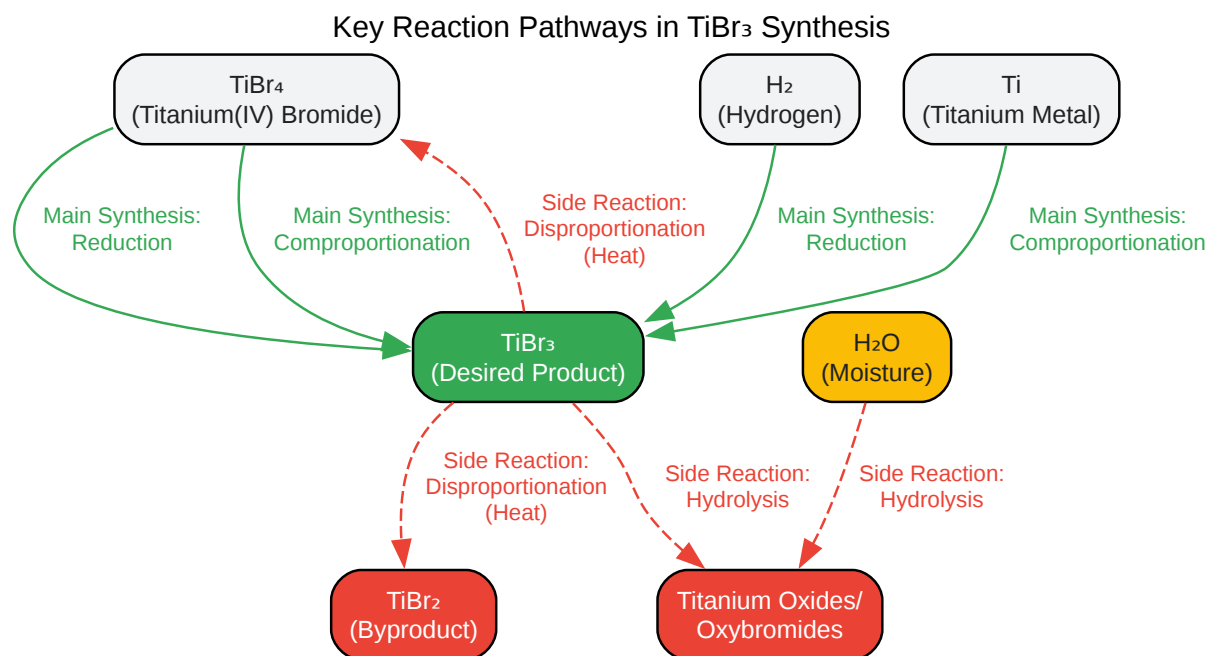 Key Reaction Pathways in TiBr₃ Synthesis
TiBr₄
(Titanium(IV) Bromide)
H₂
(Hydrogen)
Ti
(Titanium Metal)
Main Synthesis:
Reduction
Main Synthesis:
Comproportionation
Side Reaction:
Disproportionation
(Heat)
Main Synthesis:
Reduction
Main Synthesis:
Comproportionation
TiBr₃
(Desired Product)
H₂O
(Moisture)
Side Reaction:
Disproportionation
(Heat)
Side Reaction:
Hydrolysis
Side Reaction:
Hydrolysis
TiBr₂
(Byproduct)
Titanium Oxides/
Oxybromides